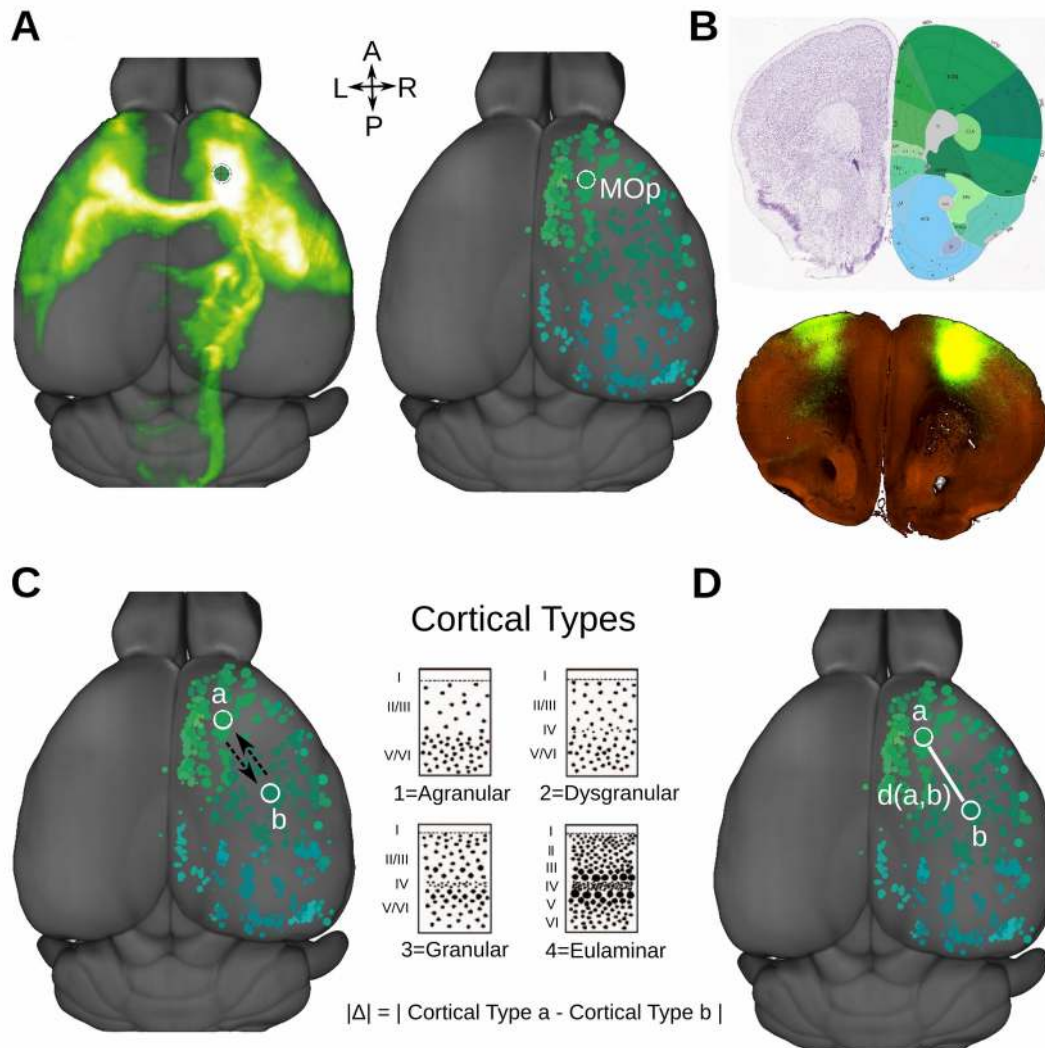 A
A
L R
P
MOp
B
C
a
b
Cortical Types
I
II/III
V/VI
1=Agranular
I
II/III
IV
V/VI
2=Dysgranular
I
II/III
IV
V/VI
3=Granular
I
II
III
IV
V
VI
4=Eulaminar
|Δ| = | Cortical Type a - Cortical Type b |
D
a
d(a,b)
b